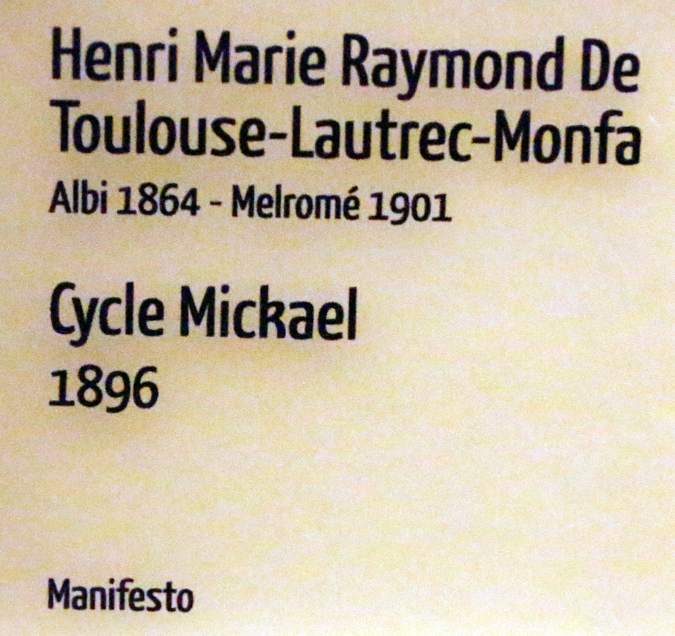 Henri Marie Raymond De
Toulouse-Lautrec-Monfa
Albi 1864 - Melromé 1901
Cycle Mickael
1896
Manifesto